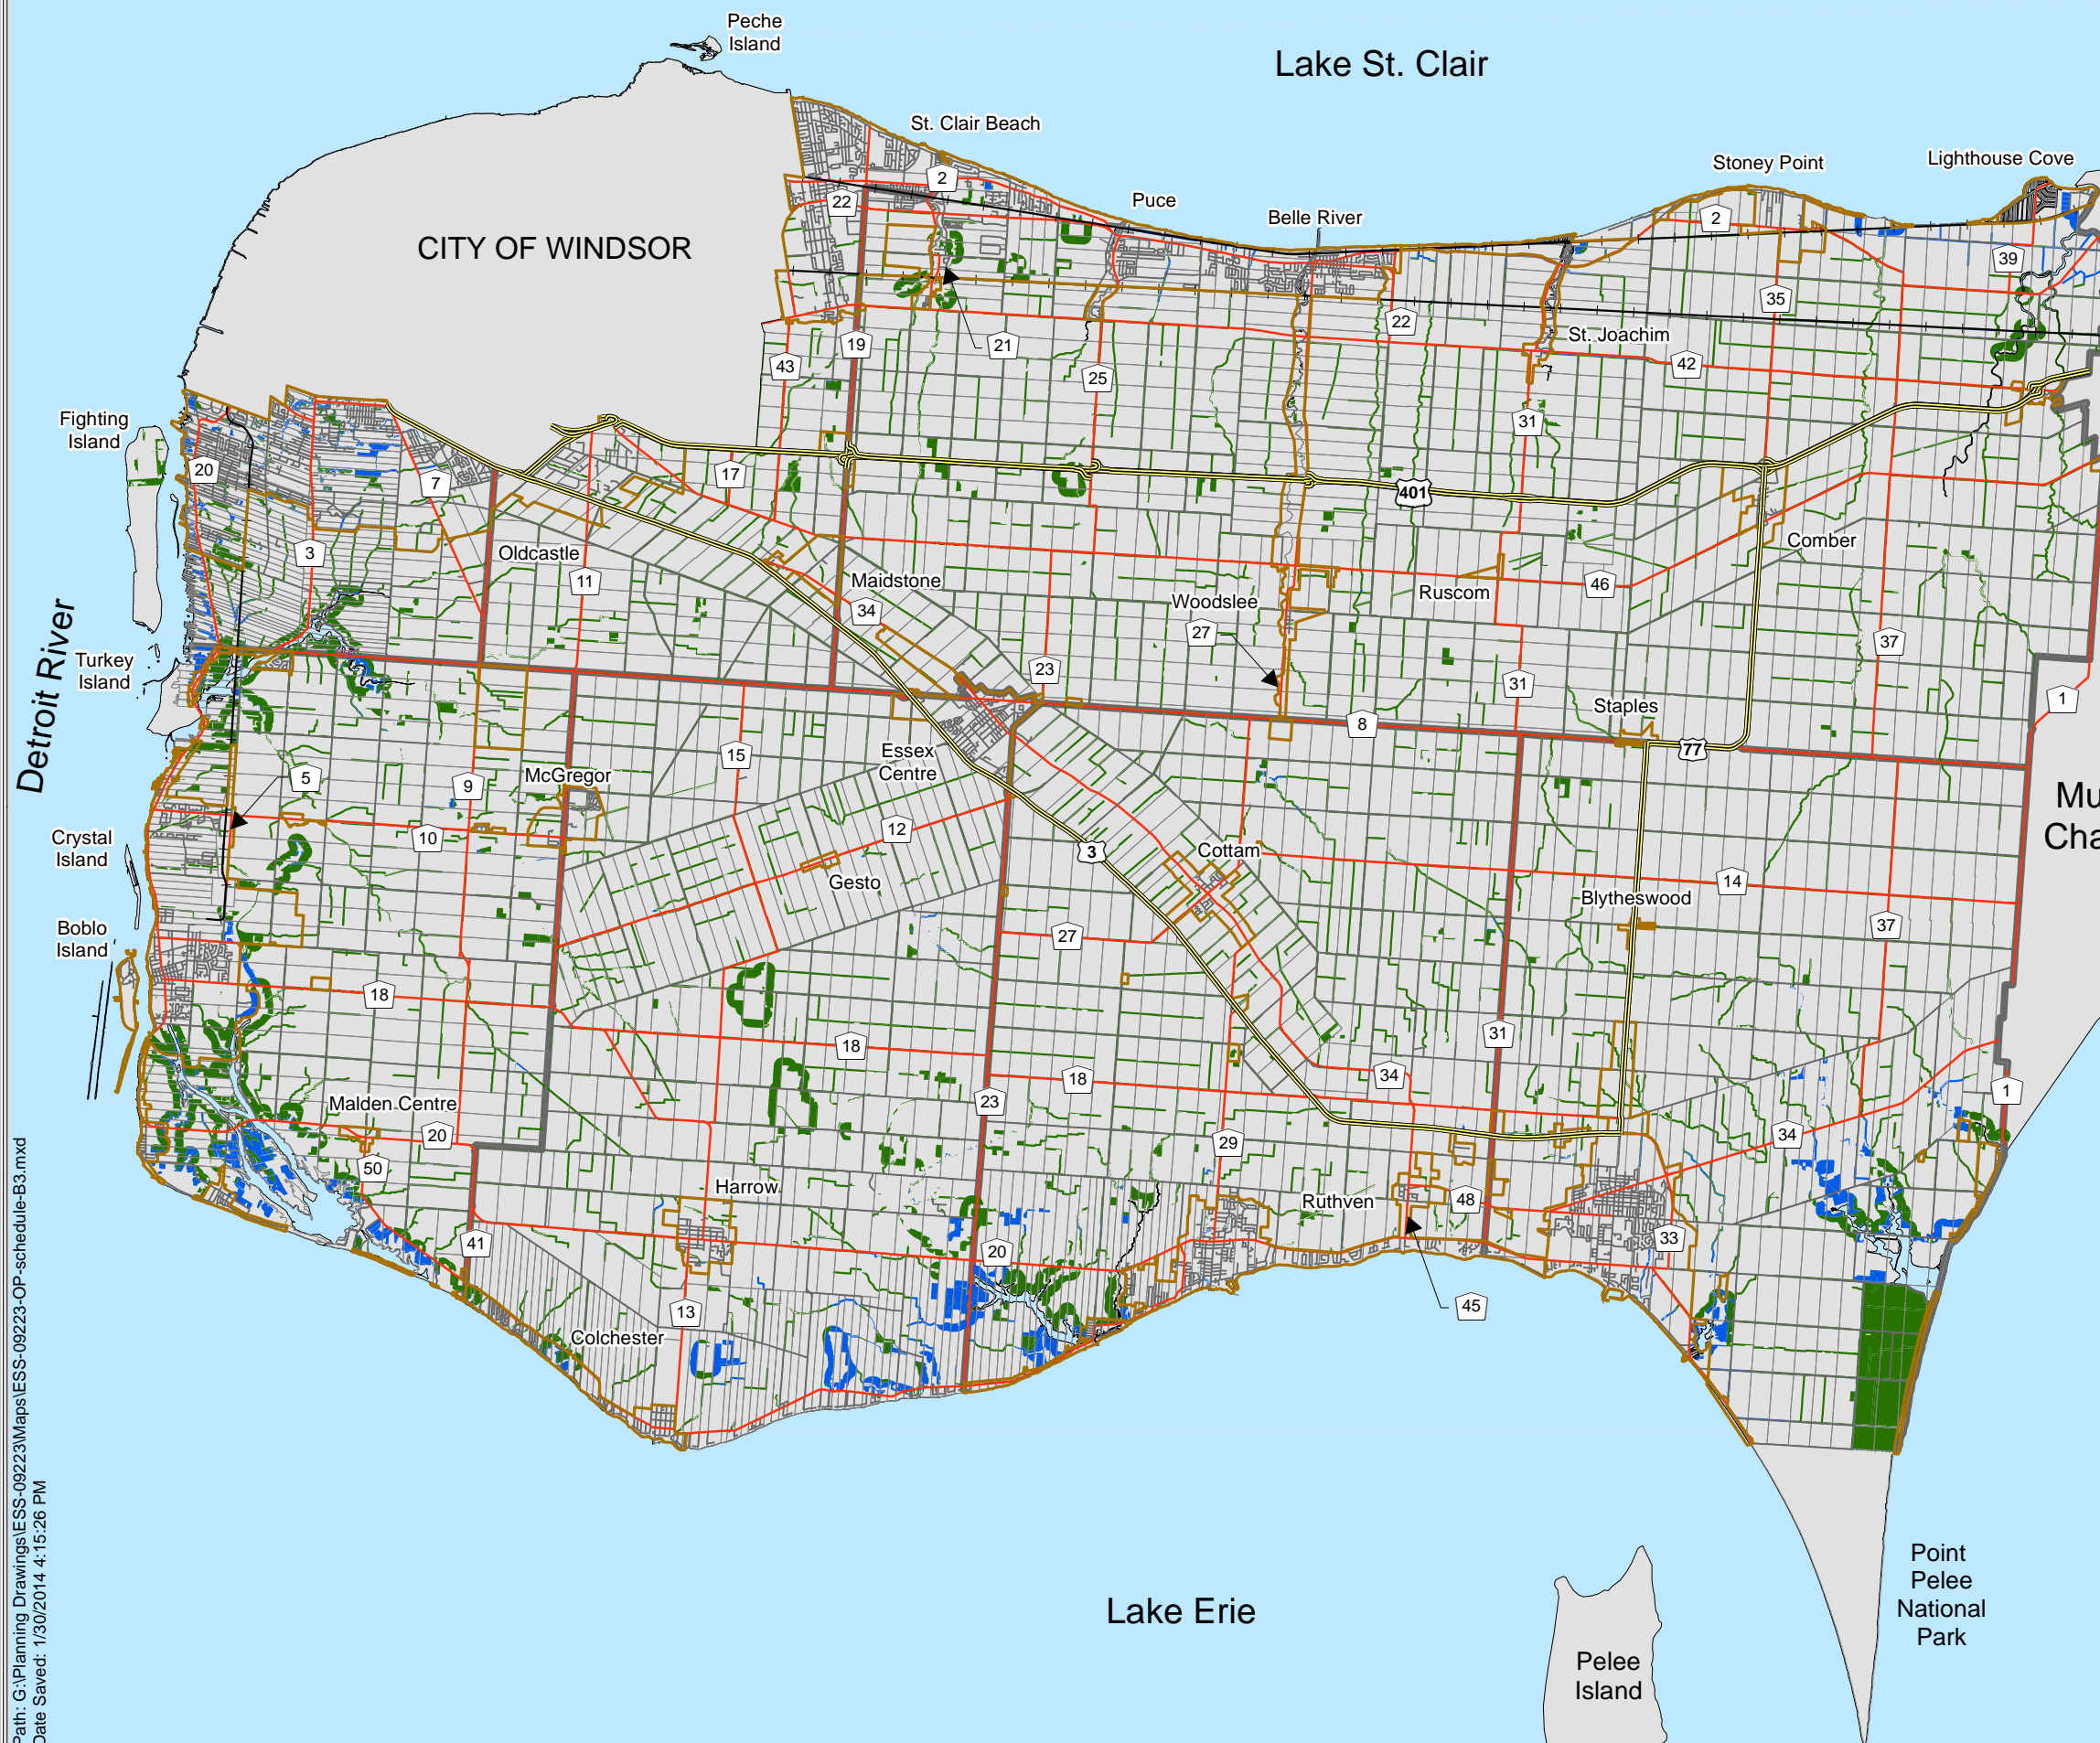 Peche
Island
Lake St. Clair
St. Clair Beach
Stoney Point
Lighthouse Cove
2
22
Puce
Belle River
2
CITY OF WINDSOR
39
35
22
21
19
St. Joachim
43
42
25
Fighting
Island
31
20
17
7
401
Oldcastle
3
11
Comber
Maidstone
34
46
Ruscom
Woodslee
27
37
Detroit River
Turkey
Island
23
31
1
Staples
8
77
Essex
Centre
15
5
McGregor
9
Mu
Cha
Crystal
Island
10
12
3
Cottam
Gesto
14
Blytheswood
Boblo
Island
27
37
18
31
18
18
34
1
Malden Centre
23
20
29
34
50
Harrow
Ruthven
48
41
20
33
13
45
Colchester
Lake Erie
Point
Pelee
National
Park
Pelee
Island
Path: G:\Planning Drawings\ESS-09223\Maps\ESS-09223-OP-schedule-B3.mxd
Date Saved: 1/30/2014 4:15:26 PM